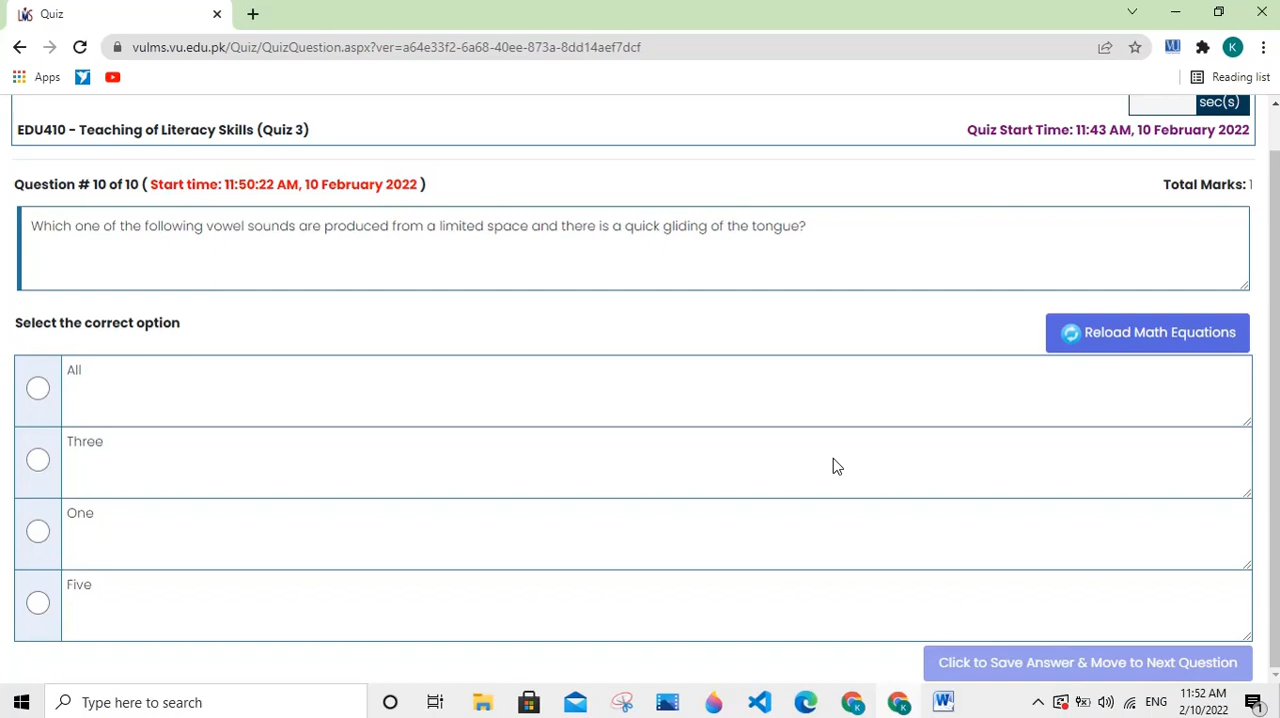 Quiz
vulms.vu.edu.pk/Quiz/QuizQuestion.aspx?ver=a64e33f2-6a68-40ee-873a-8dd14aef7dcf
K
Apps
Reading list
sec(s)
EDU410 - Teaching of Literacy Skills (Quiz 3)
Quiz Start Time: 11:43 AM, 10 February 2022
Question # 10 of 10 ( Start time: 11:50:22 AM, 10 February 2022 )
Total Marks: 1
Which one of the following vowel sounds are produced from a limited space and there is a quick gliding of the tongue?
Select the correct option
Reload Math Equations
All
Three
One
Five
Click to Save Answer & Move to Next Question
Type here to search
ENG
11:52 AM
2/10/2022
1